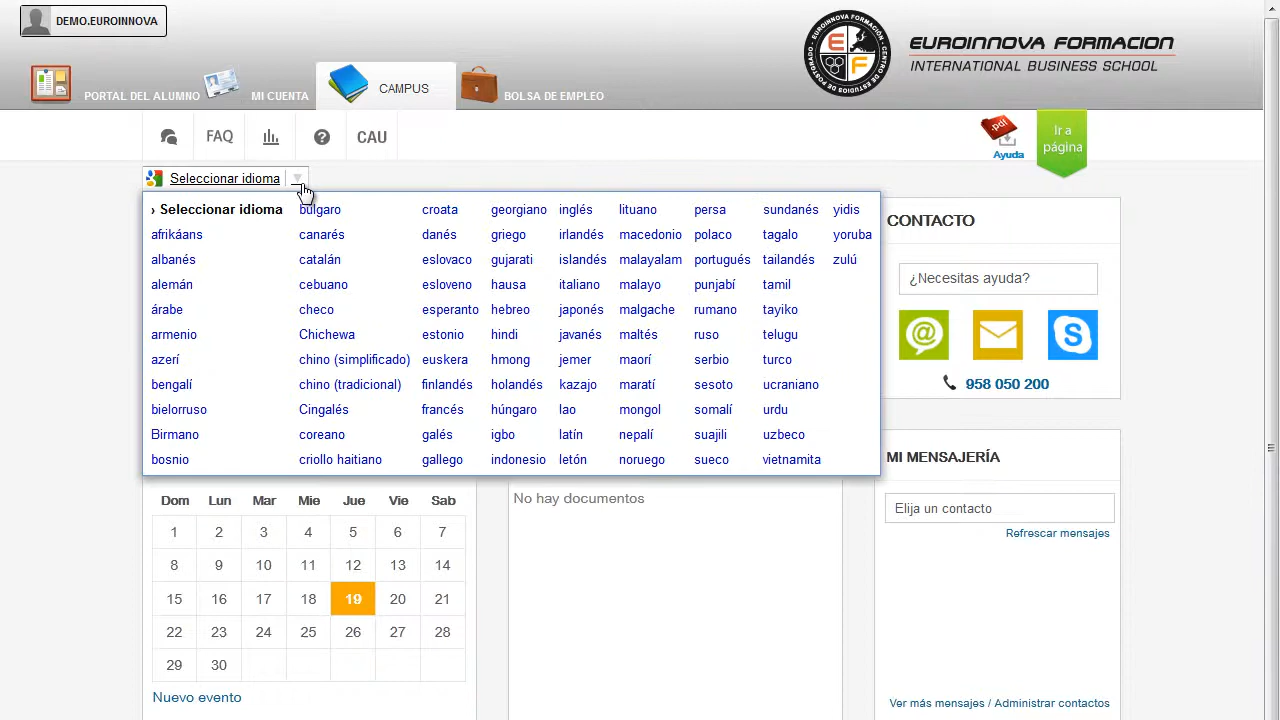 DEMO.EUROINNOVA
EUROINNOVA FORMACION
INTERNATIONAL BUSINESS SCHOOL
EUROINNOVA FORMACIÓN
CENTRO DE ESTUDIOS DE POSTGRADO
E
F
PORTAL DEL ALUMNO
MI CUENTA
CAMPUS
BOLSA DE EMPLEO
FAQ
?
CAU
.pdf
Ayuda
Ir a
página
Seleccionar idioma
› Seleccionar idioma búlgaro croata georgiano inglés lituano persa sundanés yidis
afrikáans canarés danés griego irlandés macedonio polaco tagalo yoruba
albanés catalán eslovaco gujarati islandés malayalam portugués tailandés zulú
alemán cebuano esloveno hausa italiano malayo punjabí tamil
árabe checo esperanto hebreo japonés malgache rumano tayiko
armenio Chichewa estonio hindi javanés maltés ruso telugu
azerí chino (simplificado) euskera hmong jemer maorí serbio turco
bengalí chino (tradicional) finlandés holandés kazajo maratí sesoto ucraniano
bielorruso Cingalés francés húngaro lao mongol somalí urdu
Birmano coreano galés igbo latín nepalí suajili uzbeco
bosnio criollo haitiano gallego indonesio letón noruego sueco vietnamita
CONTACTO
¿Necesitas ayuda?
@
S
958 050 200
MI MENSAJERÍA
Elija un contacto
Refrescar mensajes
Ver más mensajes / Administrar contactos
Dom Lun Mar Mie Jue Vie Sab
1 2 3 4 5 6 7
8 9 10 11 12 13 14
15 16 17 18 19 20 21
22 23 24 25 26 27 28
29 30
Nuevo evento
No hay documentos